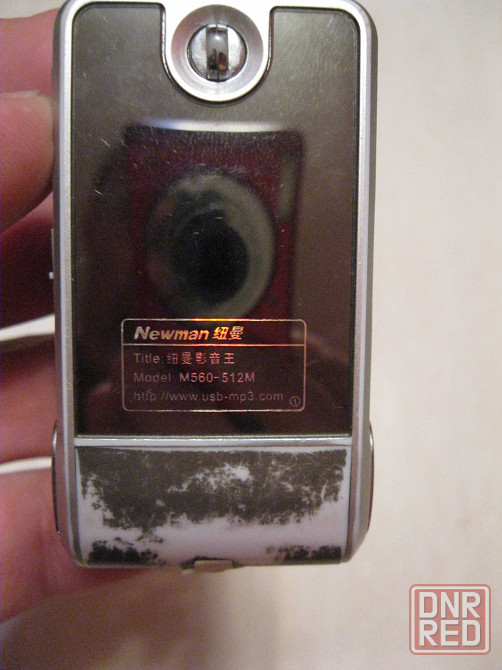 Newman 纽曼
Title: 纽曼影音王
Model: M560-512M
http://www.usb-mp3.com ①
DNR
RED